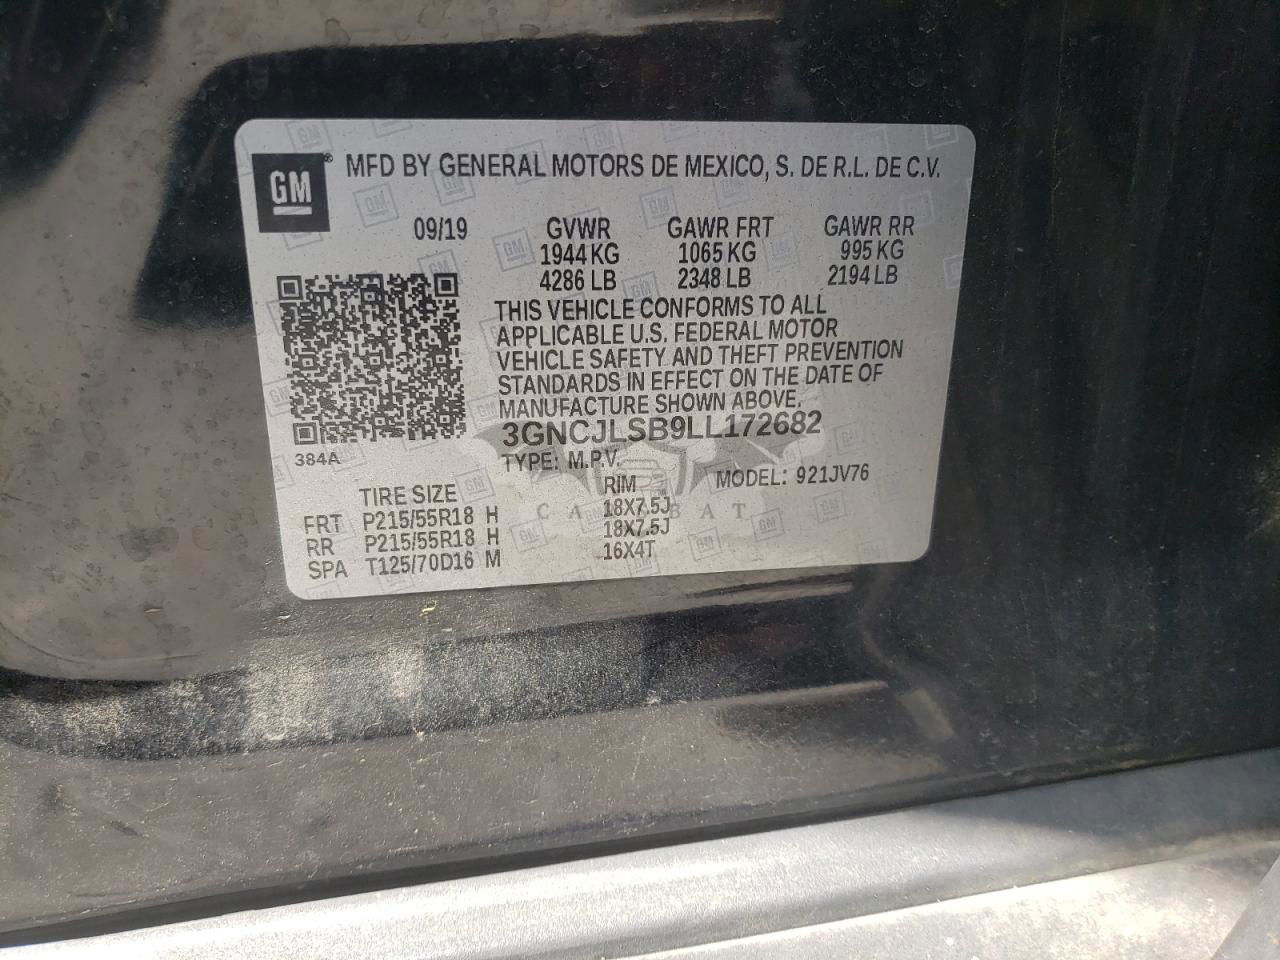 GM ® MFD BY GENERAL MOTORS DE MEXICO, S. DE R.L. DE C.V.
09/19 GVWR GAWR FRT GAWR RR
1944 KG 1065 KG 995 KG
4286 LB 2348 LB 2194 LB
THIS VEHICLE CONFORMS TO ALL
APPLICABLE U.S. FEDERAL MOTOR
VEHICLE SAFETY AND THEFT PREVENTION
STANDARDS IN EFFECT ON THE DATE OF
MANUFACTURE SHOWN ABOVE.
3GNCJLSB9LL172682
384A TYPE: M.P.V. MODEL: 921JV76
TIRE SIZE RIM
FRT P215/55R18 H 18X7.5J
RR P215/55R18 H 18X7.5J
SPA T125/70D16 M 16X4T